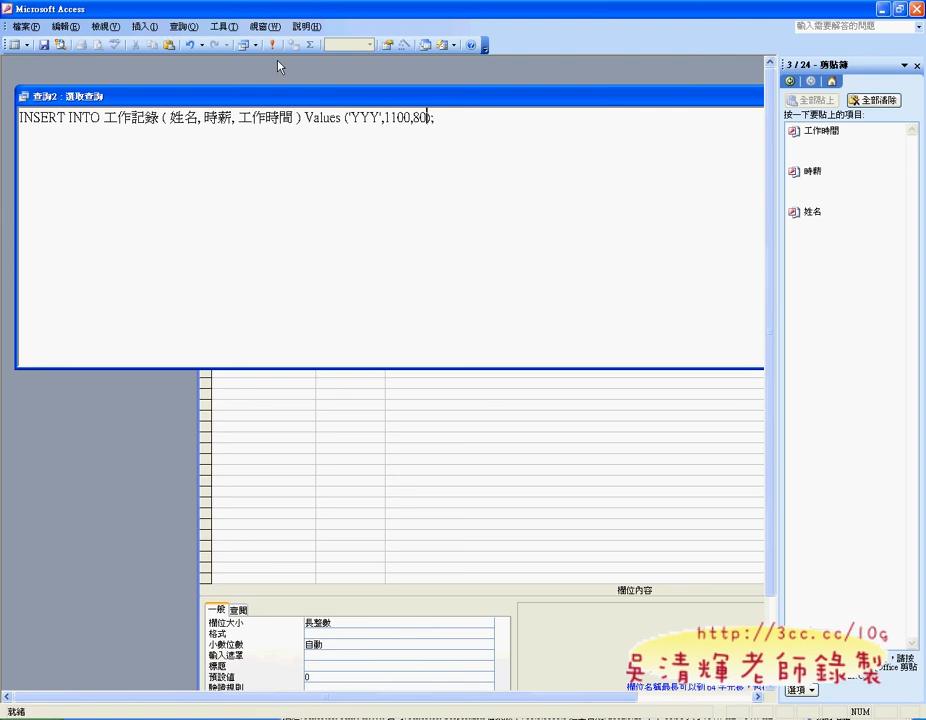 Microsoft Access
檔案(F) 編輯(E) 檢視(V) 插入(I) 查詢(Q) 工具(T) 視窗(W) 說明(H)
輸入需要解答的問題
3 / 24 - 剪貼簿
查詢2 : 選取查詢
INSERT INTO 工作記錄 ( 姓名, 時薪, 工作時間 ) Values ('YYY',1100,80);
全部貼上 全部清除
按一下要貼上的項目:
工作時間
時薪
姓名
欄位內容
一般 查閱
欄位大小 長整數
格式
小數位數 自動
輸入遮罩
標題
預設值 0
驗證規則
http://3cc.cc/10g
吳清輝老師錄製
選項
就緒
NUM